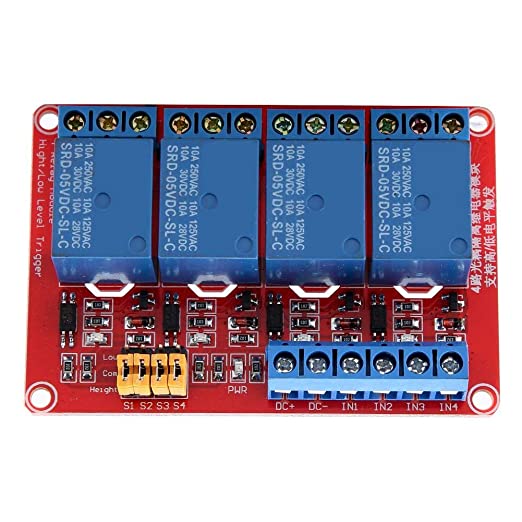 Relay Module
Hight/Low Level Trigger
10A 250VAC 10A 125VAC
10A 30VDC 10A 28VDC
SRD-05VDC-SL-C
10A 250VAC 10A 125VAC
10A 30VDC 10A 28VDC
SRD-05VDC-SL-C
10A 250VAC 10A 125VAC
10A 30VDC 10A 28VDC
SRD-05VDC-SL-C
10A 250VAC 10A 125VAC
10A 30VDC 10A 28VDC
SRD-05VDC-SL-C
4路光耦隔离继电器模块
支持高/低电平触发
Lo
Com
Height
S1 S2 S3 S4
PWR
DC+ DC- IN1 IN2 IN3 IN4